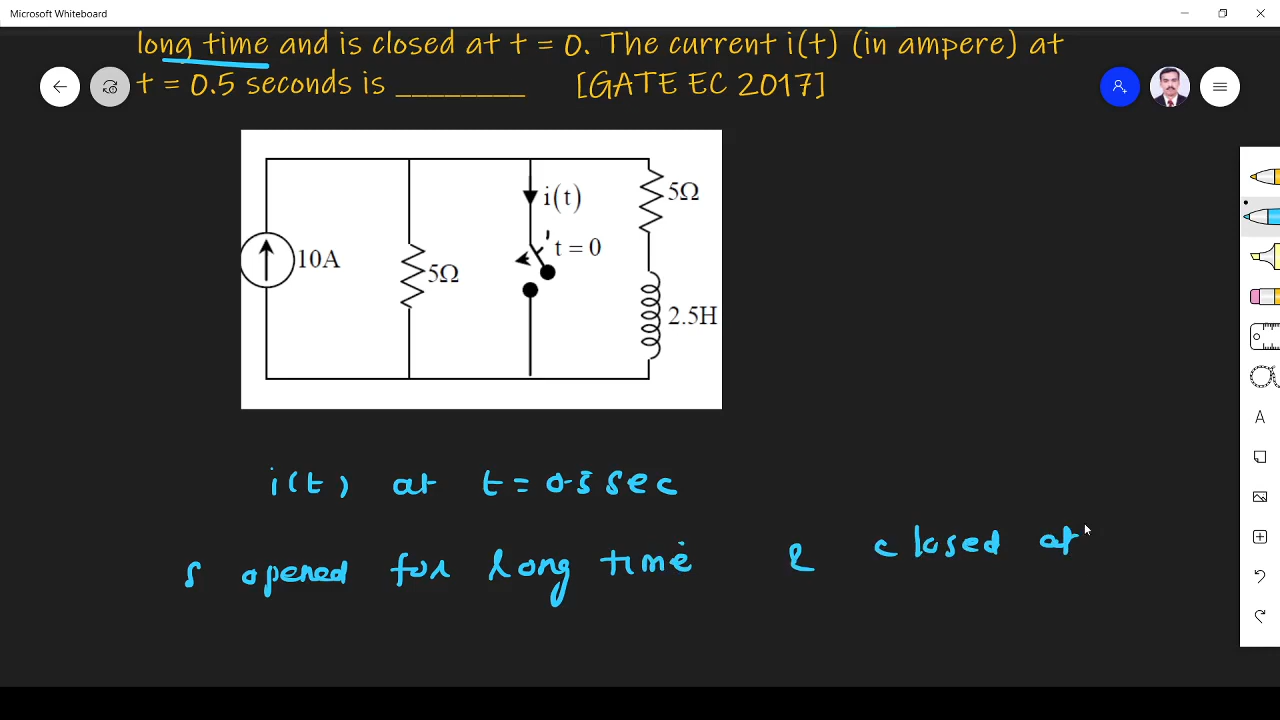 Microsoft Whiteboard
long time and is closed at t = 0. The current i(t) (in ampere) at
t = 0.5 seconds is ________ [GATE EC 2017]
i(t)
5Ω
t = 0
10A
5Ω
2.5H
A
i(t) at t = 0.5 sec
S opened for long time & closed at